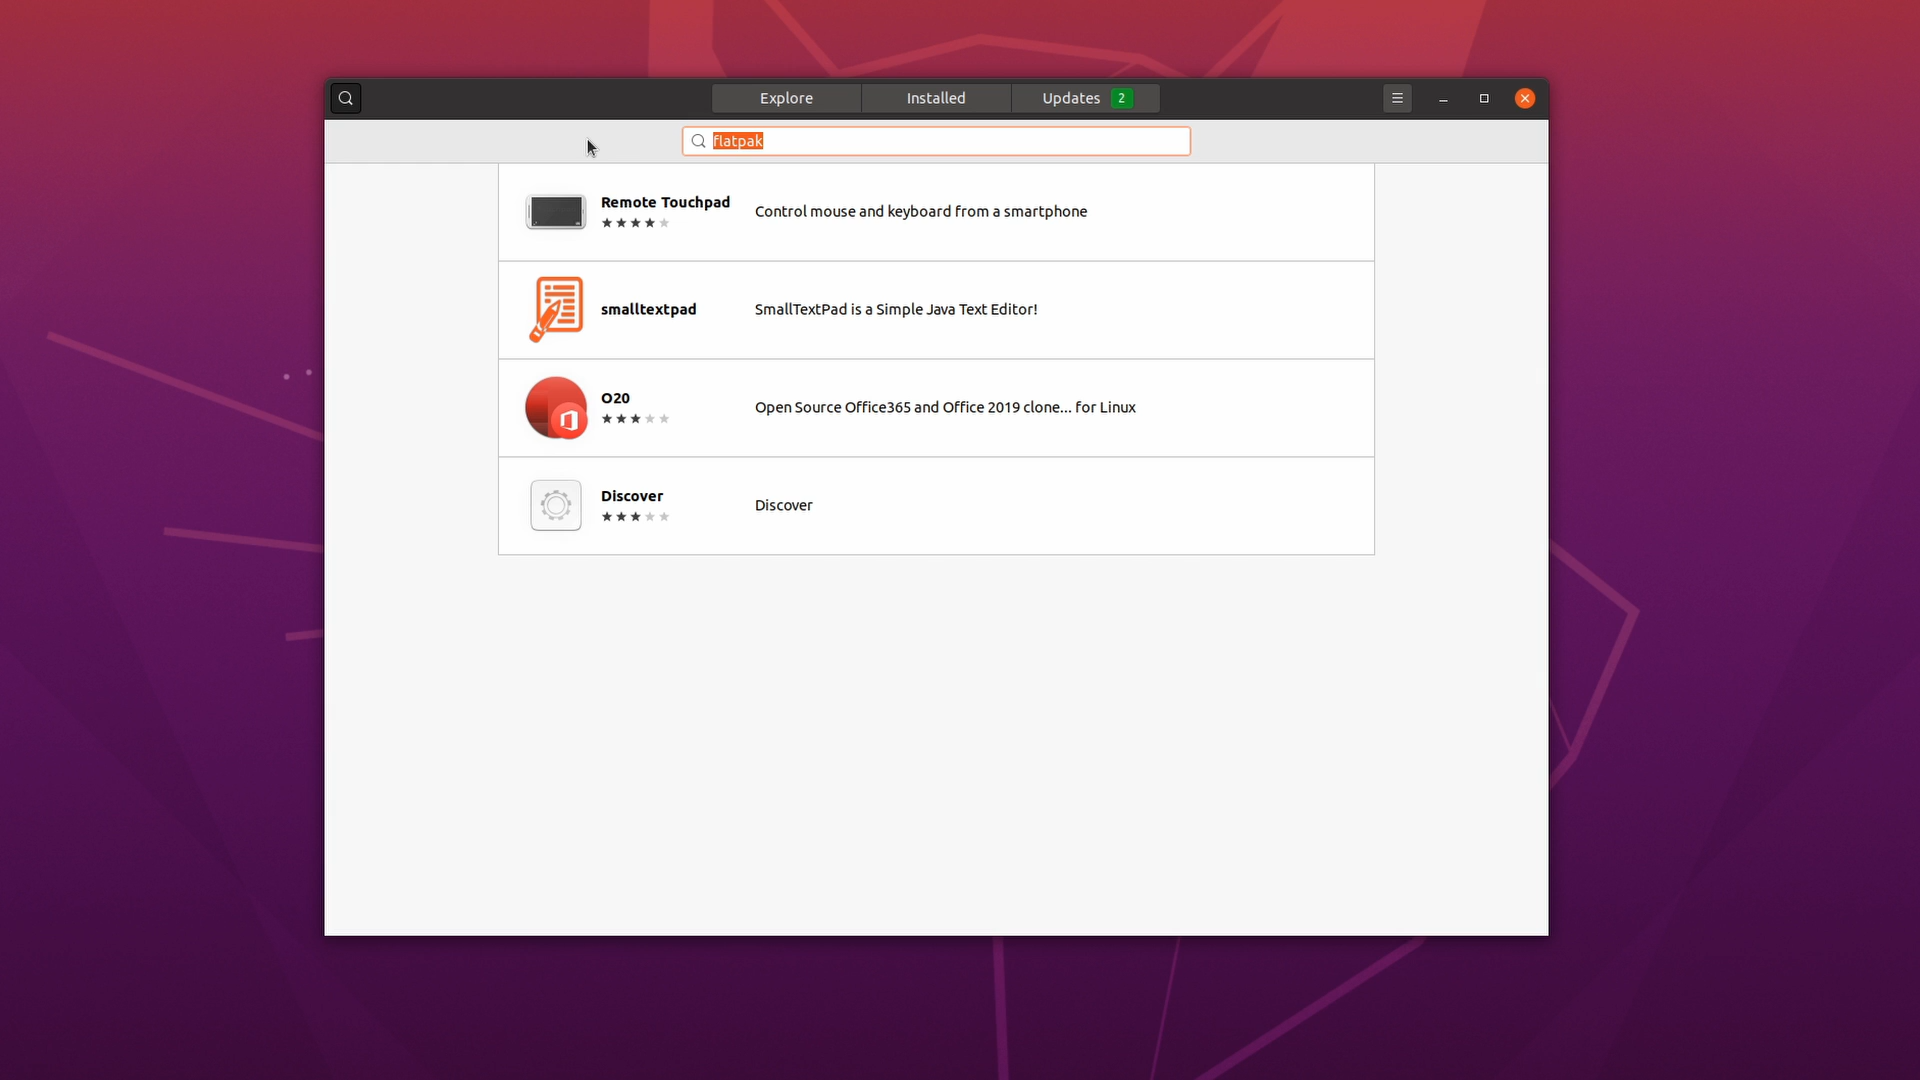 Explore Installed Updates 2
flatpak
Remote Touchpad
Control mouse and keyboard from a smartphone
smalltextpad
SmallTextPad is a Simple Java Text Editor!
O20
Open Source Office365 and Office 2019 clone... for Linux
Discover
Discover